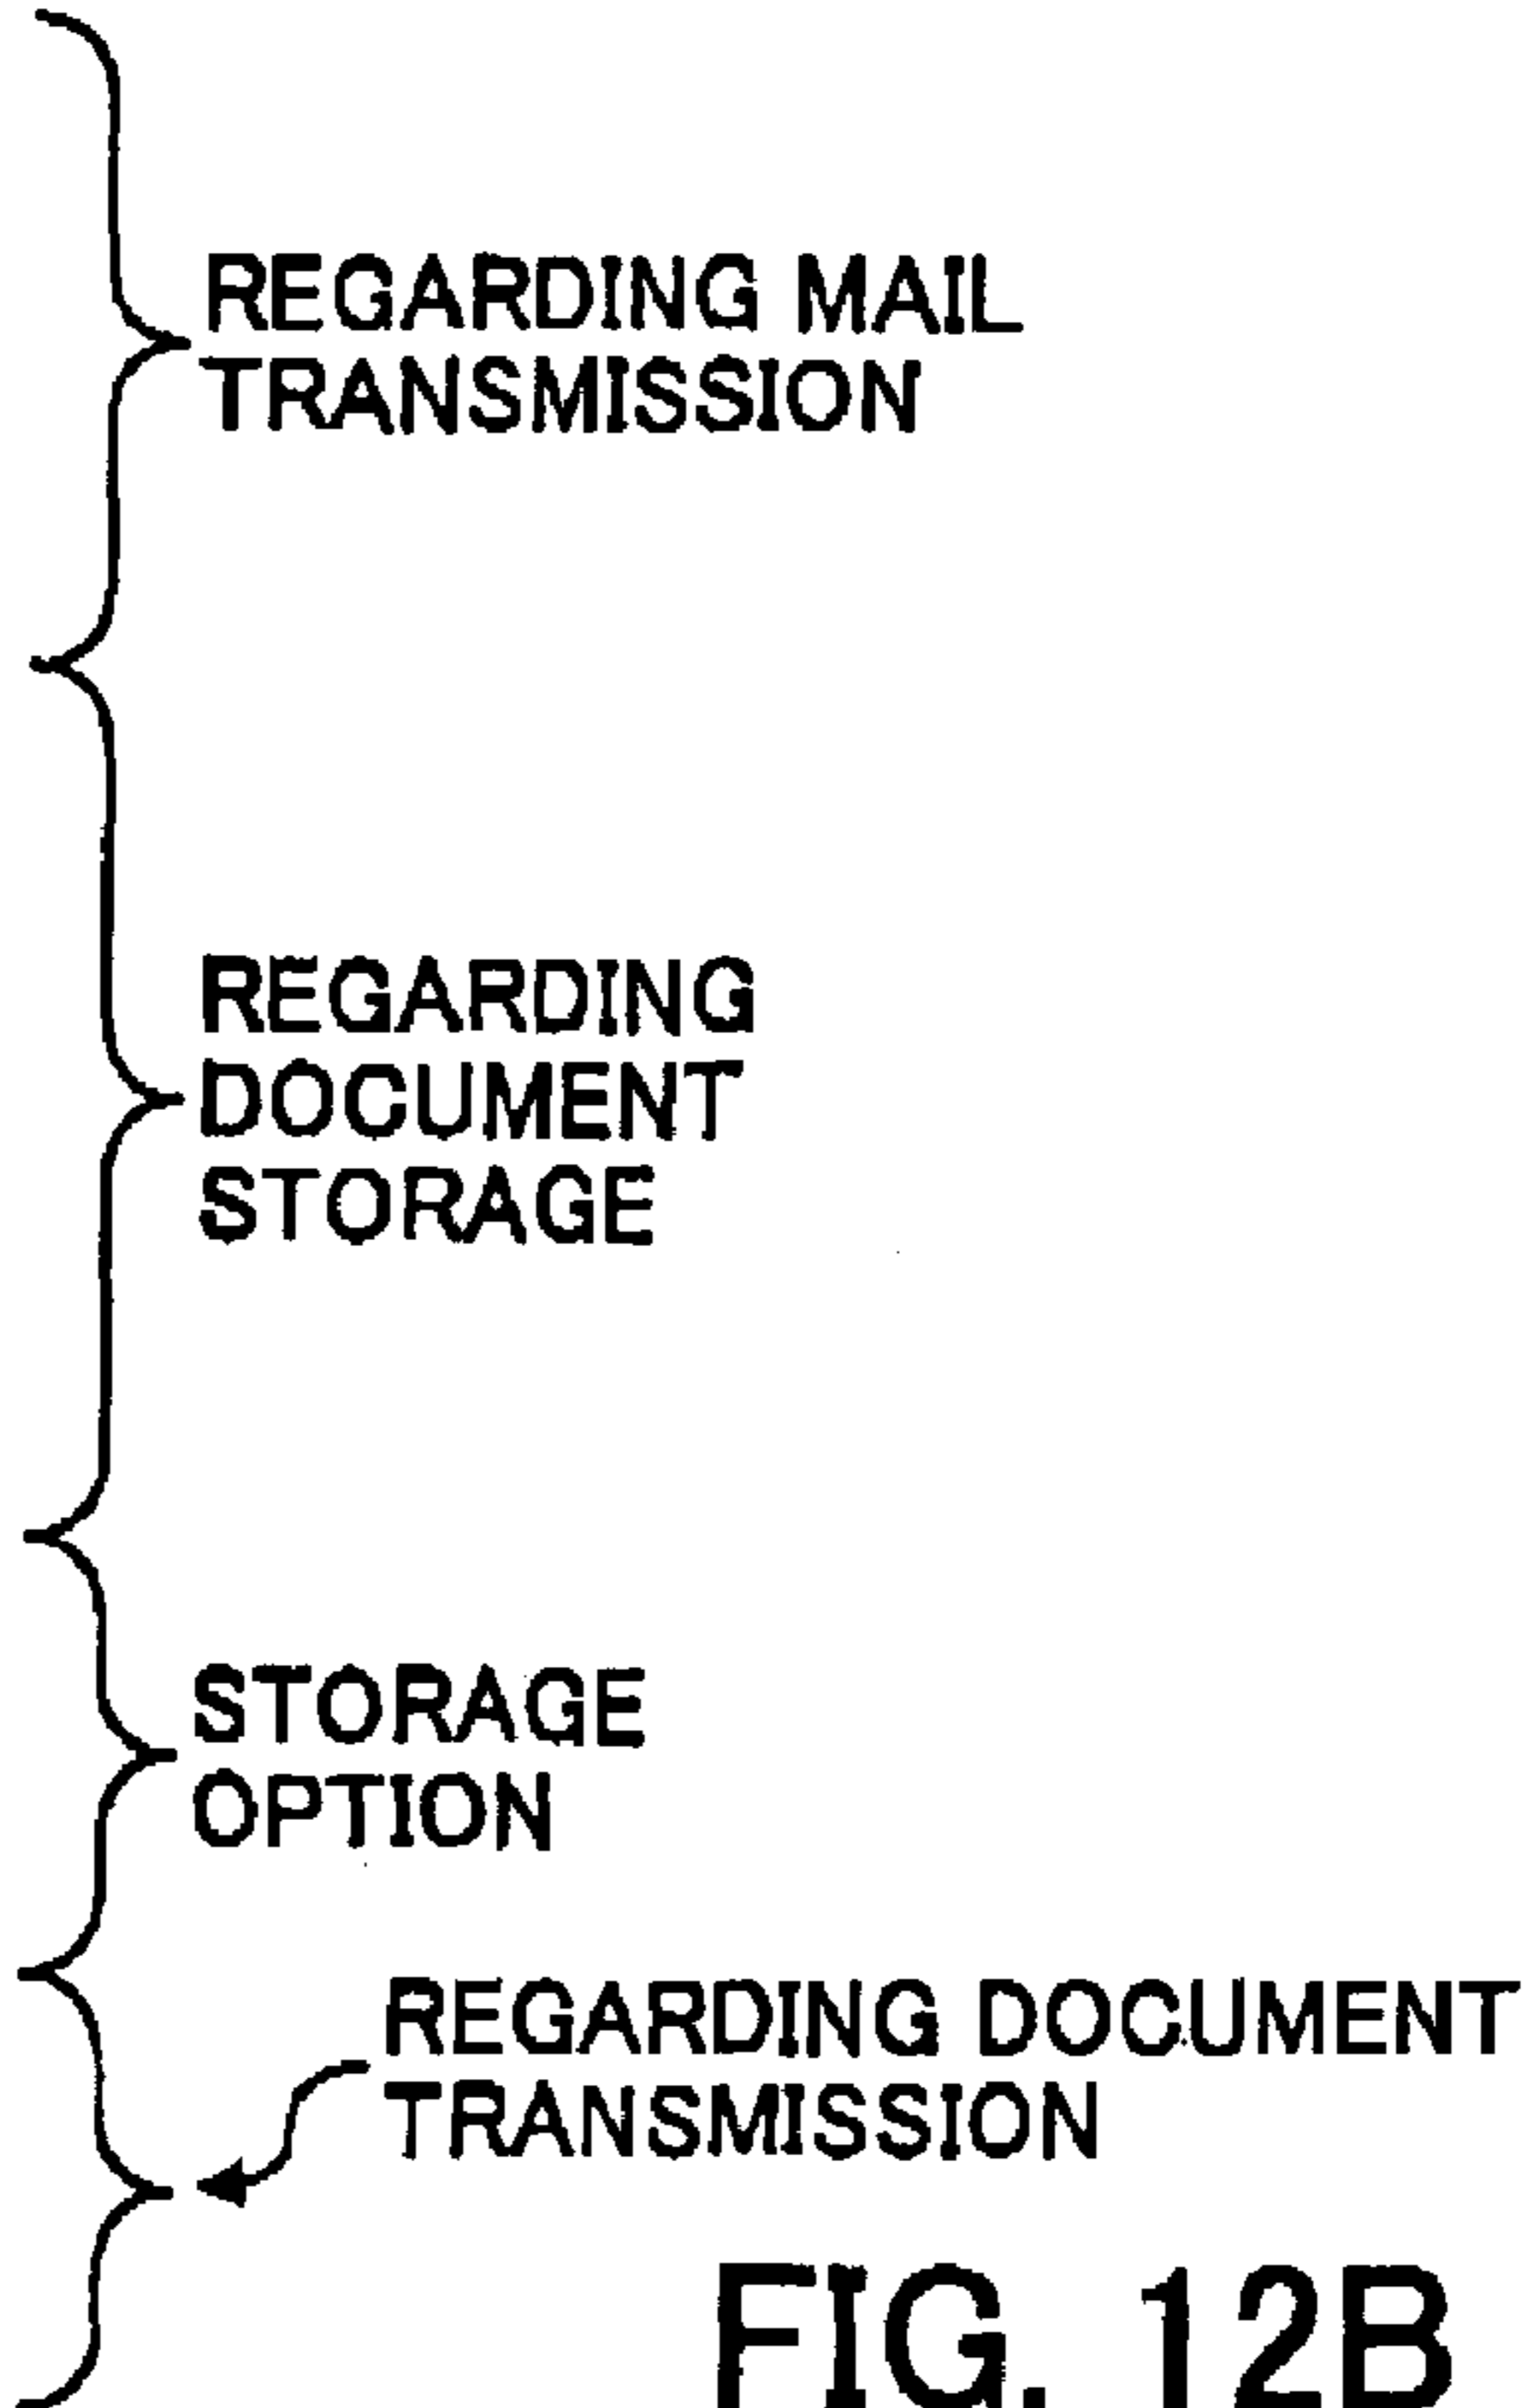 REGARDING MAIL
TRANSMISSION
REGARDING
DOCUMENT
STORAGE
STORAGE
OPTION
REGARDING DOCUMENT
TRANSMISSION
FIG. 12B